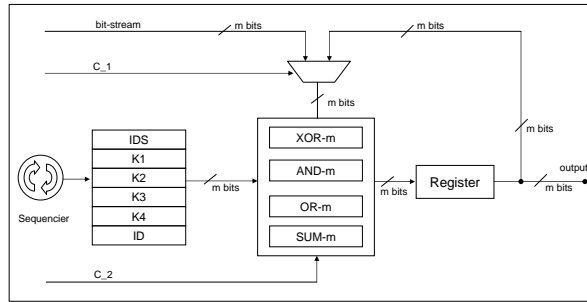 bit-stream
m bits
m bits
C_1
m bits
IDS
K1
K2
K3
K4
ID
Sequencier
m bits
XOR-m
AND-m
OR-m
SUM-m
m bits
Register
m bits
output
m bits
C_2